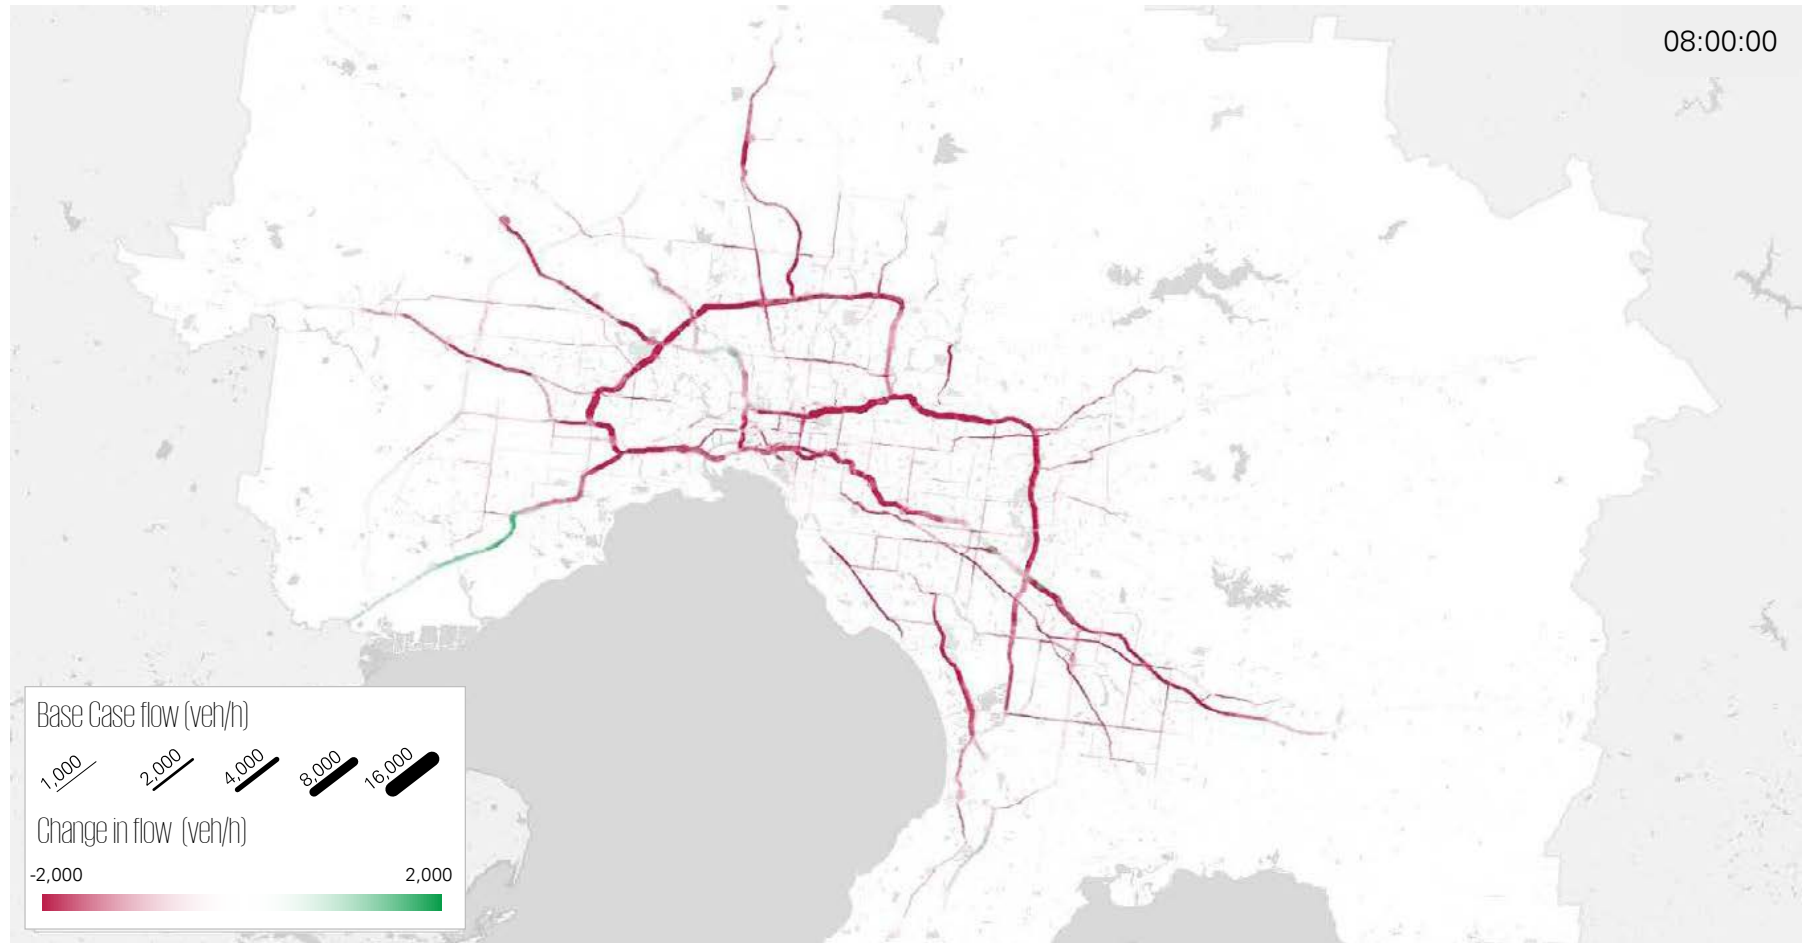 08:00:00
Base Case flow (veh/h)
1,000 2,000 4,000 8,000 16,000
Change in flow (veh/h)
-2,000 2,000